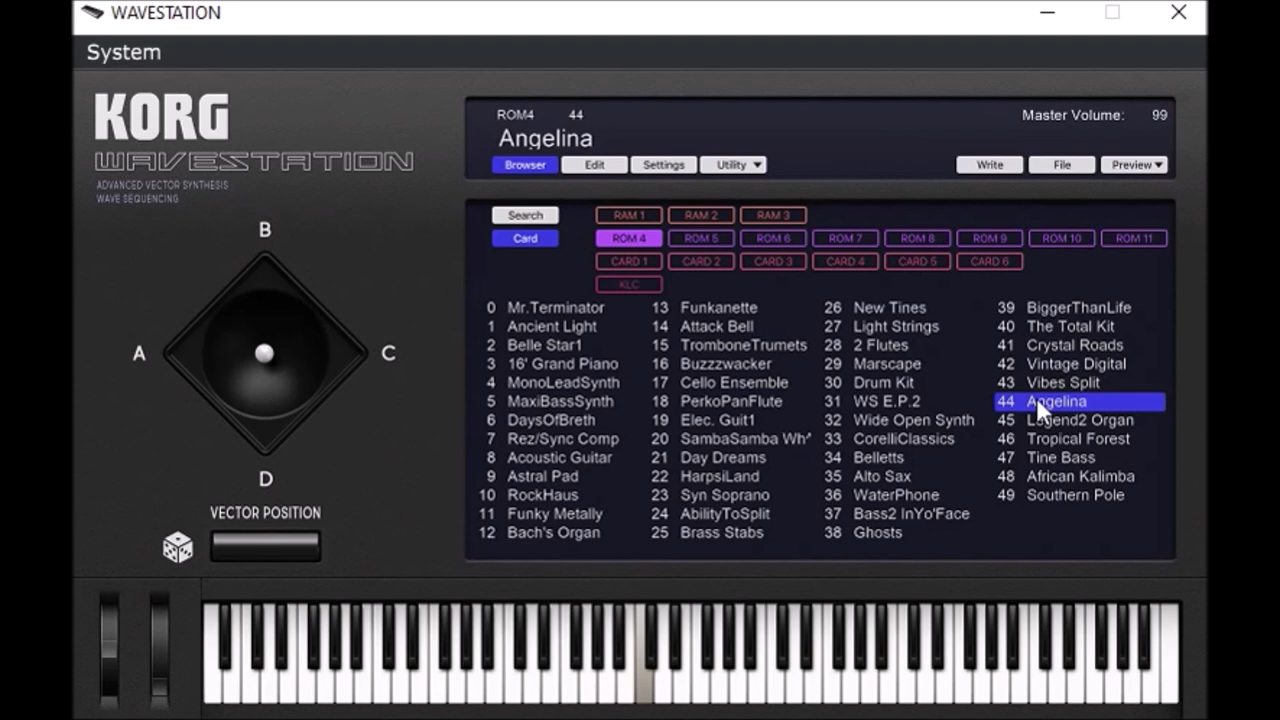 WAVESTATION
System
KORG
WAVESTATION
ADVANCED VECTOR SYNTHESIS
WAVE SEQUENCING
B
A
C
D
VECTOR POSITION
ROM4 44 Master Volume: 99
Angelina
Browser Edit Settings Utility Write File Preview
Search RAM 1 RAM 2 RAM 3
Card ROM 4 ROM 5 ROM 6 ROM 7 ROM 8 ROM 9 ROM 10 ROM 11
CARD 1 CARD 2 CARD 3 CARD 4 CARD 5 CARD 6
KLC
0 Mr.Terminator 13 Funkanette 26 New Tines 39 BiggerThanLife
1 Ancient Light 14 Attack Bell 27 Light Strings 40 The Total Kit
2 Belle Star1 15 TromboneTrumets 28 2 Flutes 41 Crystal Roads
3 16' Grand Piano 16 Buzzzwacker 29 Marscape 42 Vintage Digital
4 MonoLeadSynth 17 Cello Ensemble 30 Drum Kit 43 Vibes Split
5 MaxiBassSynth 18 PerkoPanFlute 31 WS E.P.2 44 Angelina
6 DaysOfBreth 19 Elec. Guit1 32 Wide Open Synth 45 Legend2 Organ
7 Rez/Sync Comp 20 SambaSamba Wh 33 CorelliClassics 46 Tropical Forest
8 Acoustic Guitar 21 Day Dreams 34 Belletts 47 Tine Bass
9 Astral Pad 22 HarpsiLand 35 Alto Sax 48 African Kalimba
10 RockHaus 23 Syn Soprano 36 WaterPhone 49 Southern Pole
11 Funky Metally 24 AbilityToSplit 37 Bass2 InYo'Face
12 Bach's Organ 25 Brass Stabs 38 Ghosts